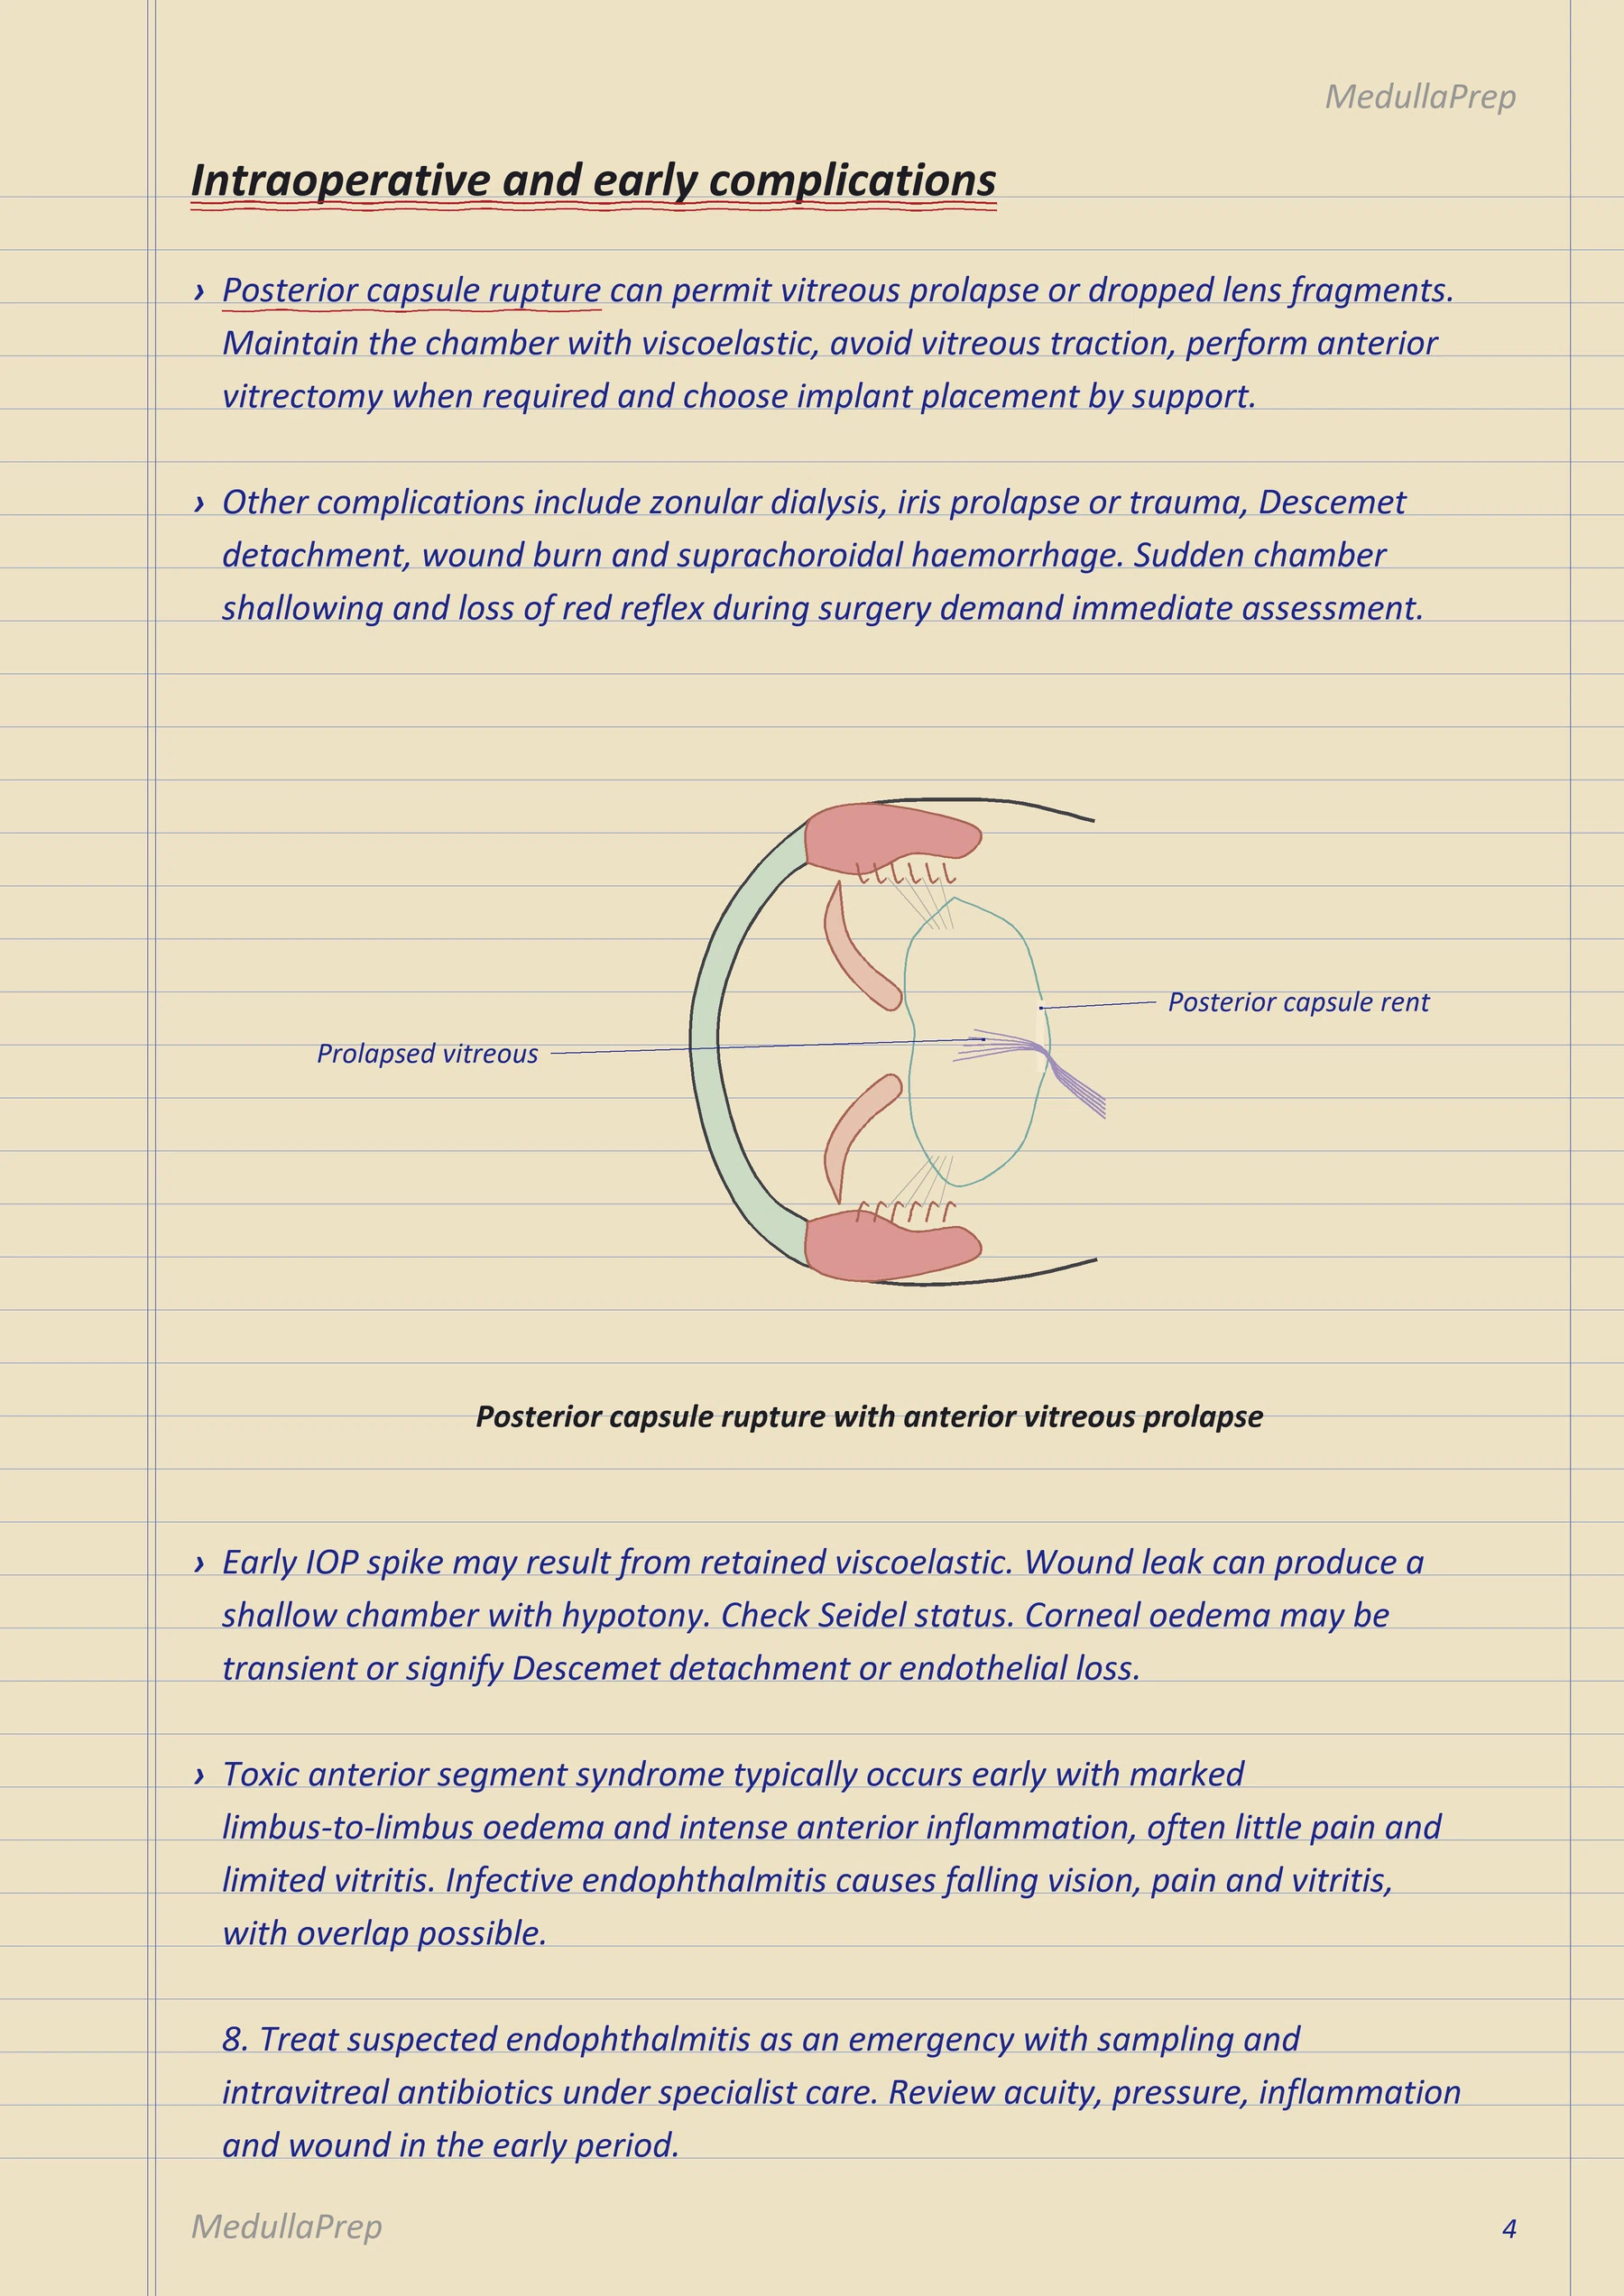 MedullaPrep
Intraoperative and early complications
› Posterior capsule rupture can permit vitreous prolapse or dropped lens fragments.
Maintain the chamber with viscoelastic, avoid vitreous traction, perform anterior
vitrectomy when required and choose implant placement by support.
› Other complications include zonular dialysis, iris prolapse or trauma, Descemet
detachment, wound burn and suprachoroidal haemorrhage. Sudden chamber
shallowing and loss of red reflex during surgery demand immediate assessment.
Posterior capsule rent
Prolapsed vitreous
Posterior capsule rupture with anterior vitreous prolapse
› Early IOP spike may result from retained viscoelastic. Wound leak can produce a
shallow chamber with hypotony. Check Seidel status. Corneal oedema may be
transient or signify Descemet detachment or endothelial loss.
› Toxic anterior segment syndrome typically occurs early with marked
limbus-to-limbus oedema and intense anterior inflammation, often little pain and
limited vitritis. Infective endophthalmitis causes falling vision, pain and vitritis,
with overlap possible.
8. Treat suspected endophthalmitis as an emergency with sampling and
intravitreal antibiotics under specialist care. Review acuity, pressure, inflammation
and wound in the early period.
MedullaPrep
4